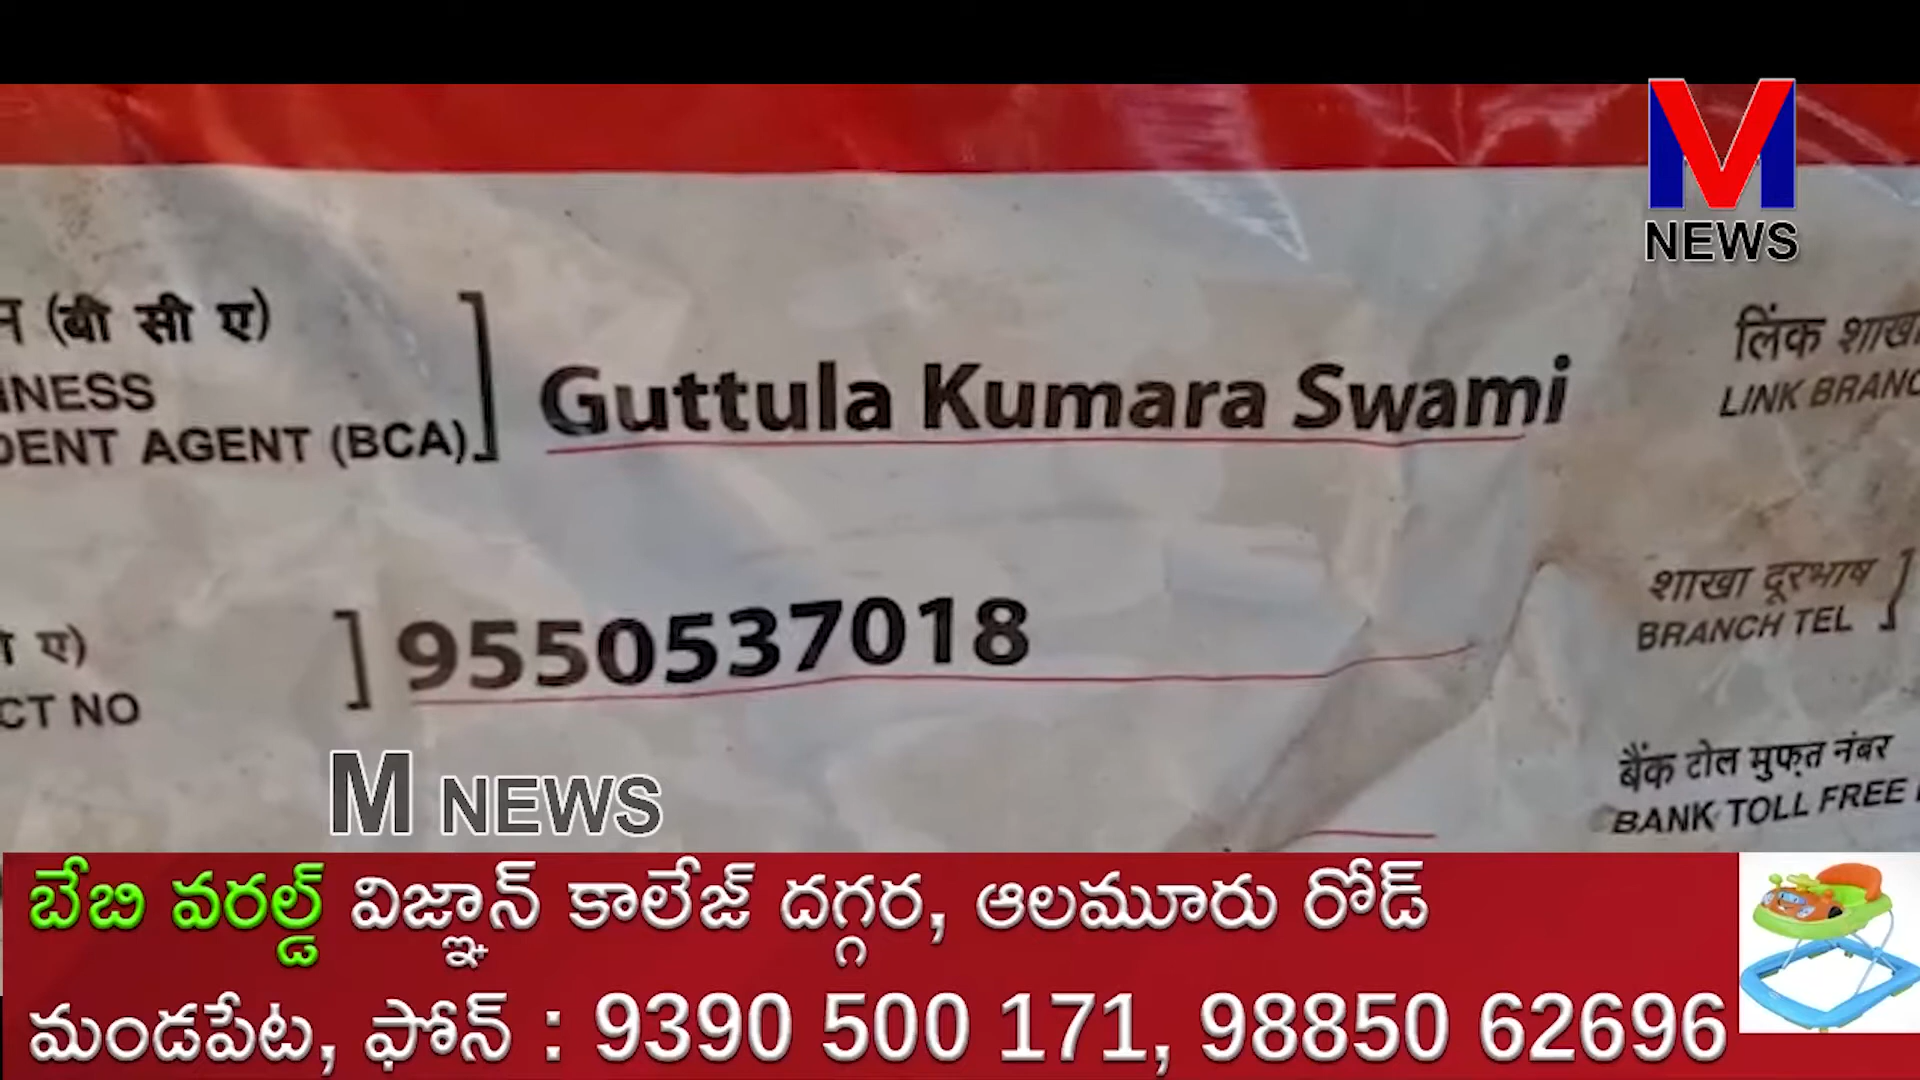 M
NEWS
न (बी सी ए)
INESS
DENT AGENT (BCA)
Guttula Kumara Swami
लिंक शाखा
LINK BRANC
ए)
CT NO
9550537018
शाखा दूरभाष
BRANCH TEL
बैंक टोल मुफ़्त नंबर
BANK TOLL FREE
M NEWS
బేబి వరల్డ్ విజ్ఞాన్ కాలేజ్ దగ్గర, ఆలమూరు రోడ్
మండపేట, ఫోన్ : 9390 500 171, 98850 62696